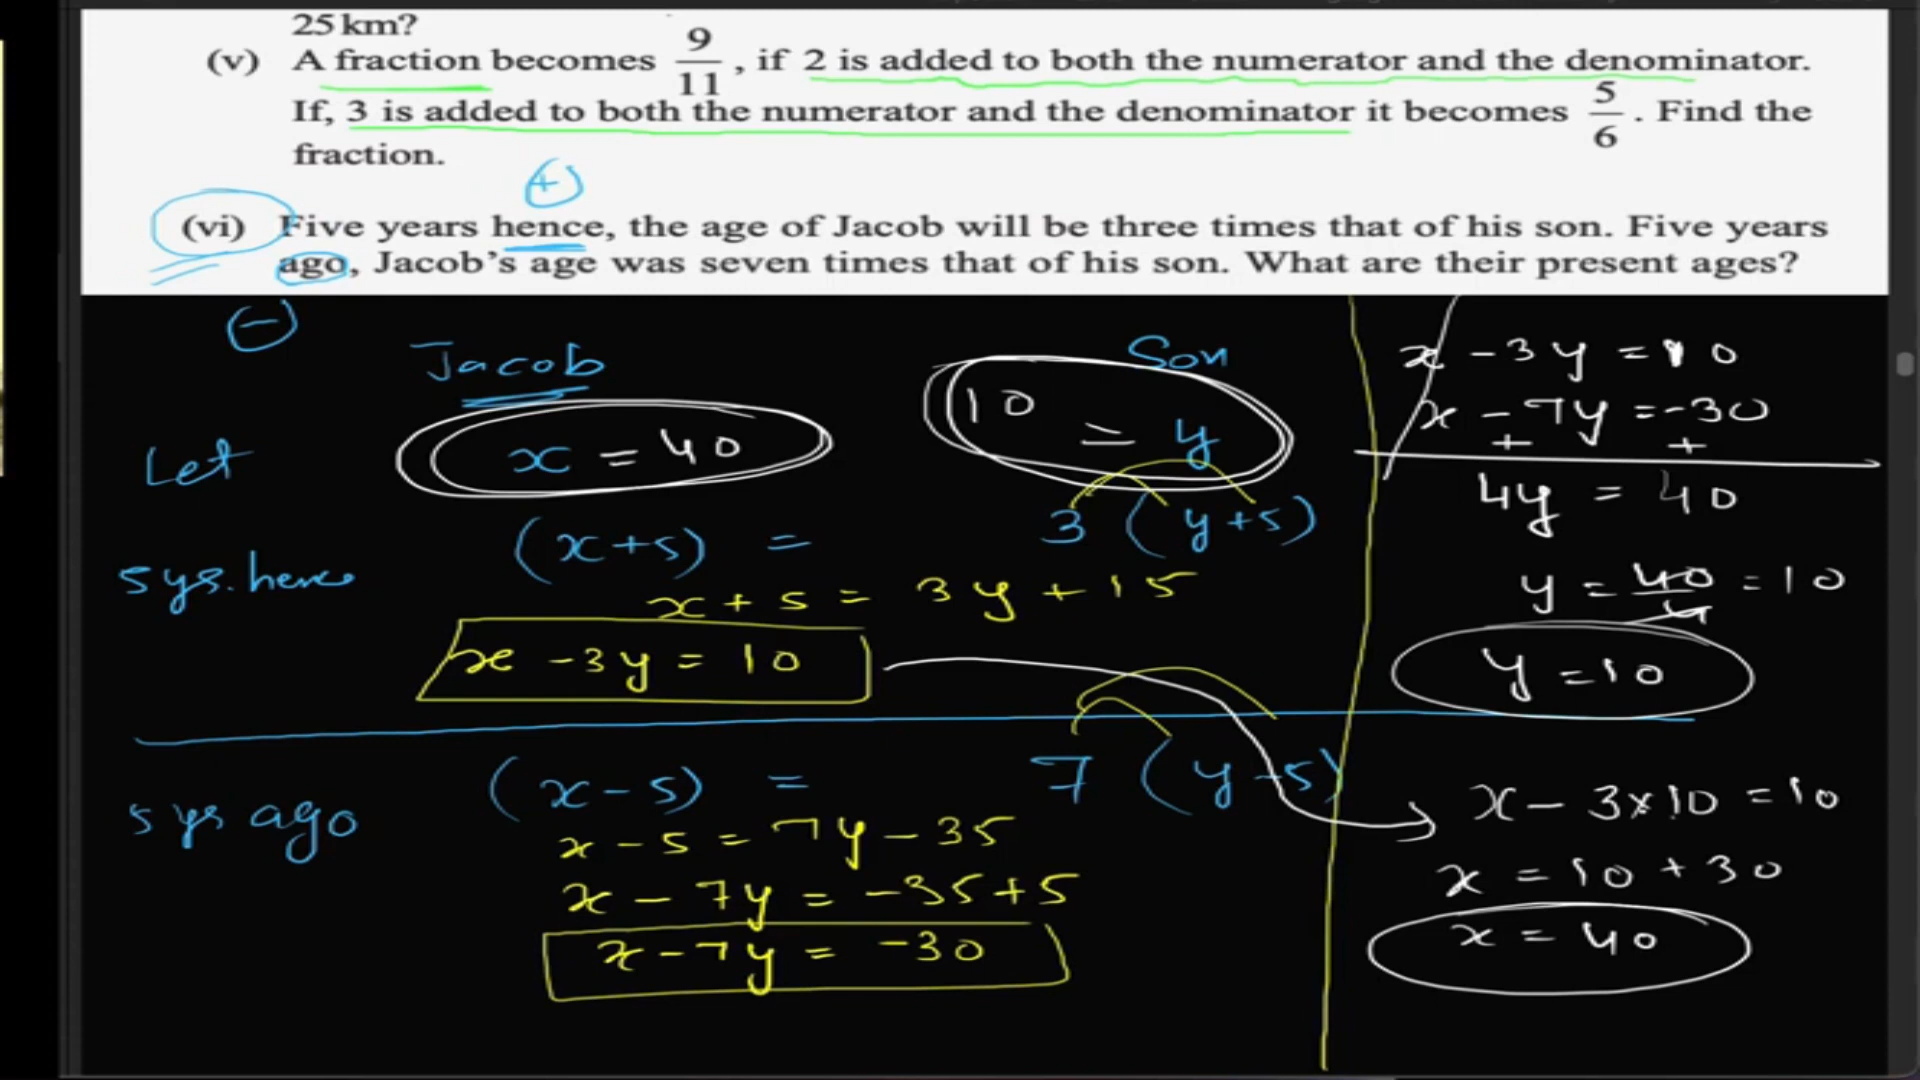 25 km?
(v) A fraction becomes 9/11, if 2 is added to both the numerator and the denominator.
If, 3 is added to both the numerator and the denominator it becomes 5/6. Find the
fraction.
(+)
(vi) Five years hence, the age of Jacob will be three times that of his son. Five years
ago, Jacob's age was seven times that of his son. What are their present ages?
(−)
Jacob Son
Let x = 40 10 = y
5 ys. hence (x+5) = 3 (y+5)
x + 5 = 3y + 15
x - 3y = 10
5 ys ago (x-5) = 7 (y-5)
x - 5 = 7y - 35
x - 7y = -35+5
x - 7y = -30
x - 3y = 10
x - 7y = -30
+ +
4y = 40
y = 40/4 = 10
y = 10
x - 3×10 = 10
x = 10 + 30
x = 40